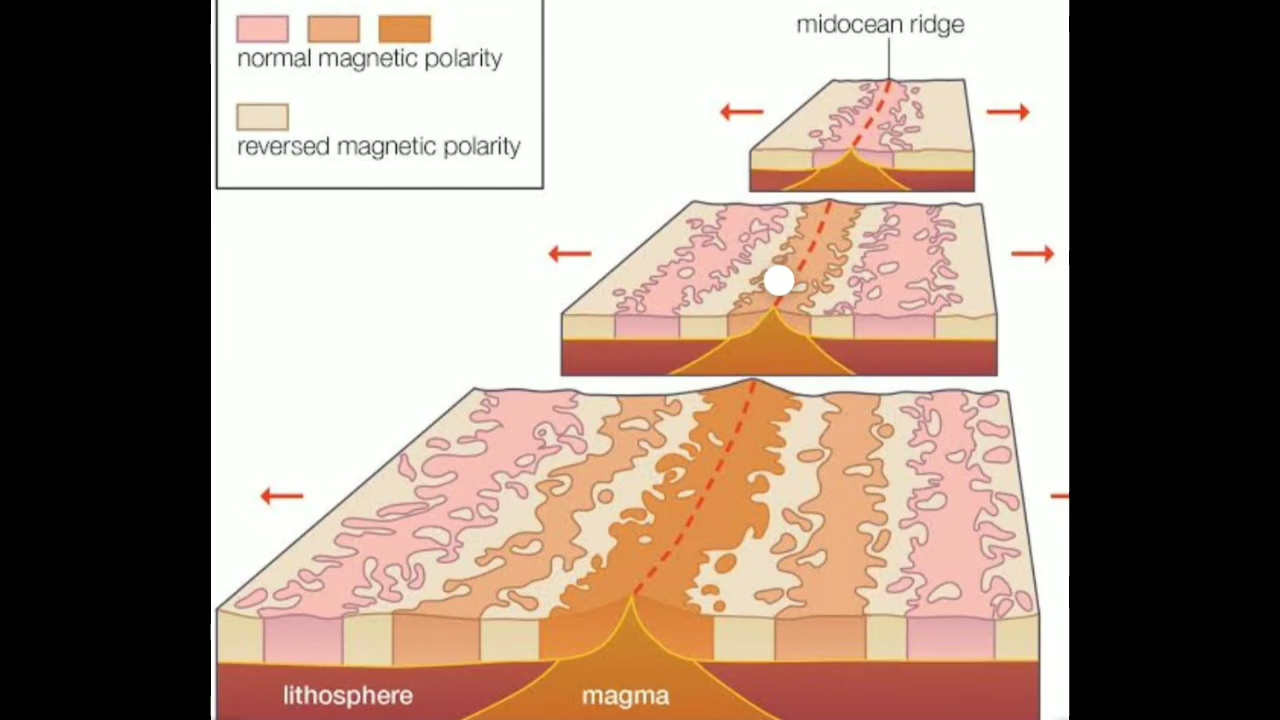 midocean ridge
normal magnetic polarity
reversed magnetic polarity
lithosphere
magma